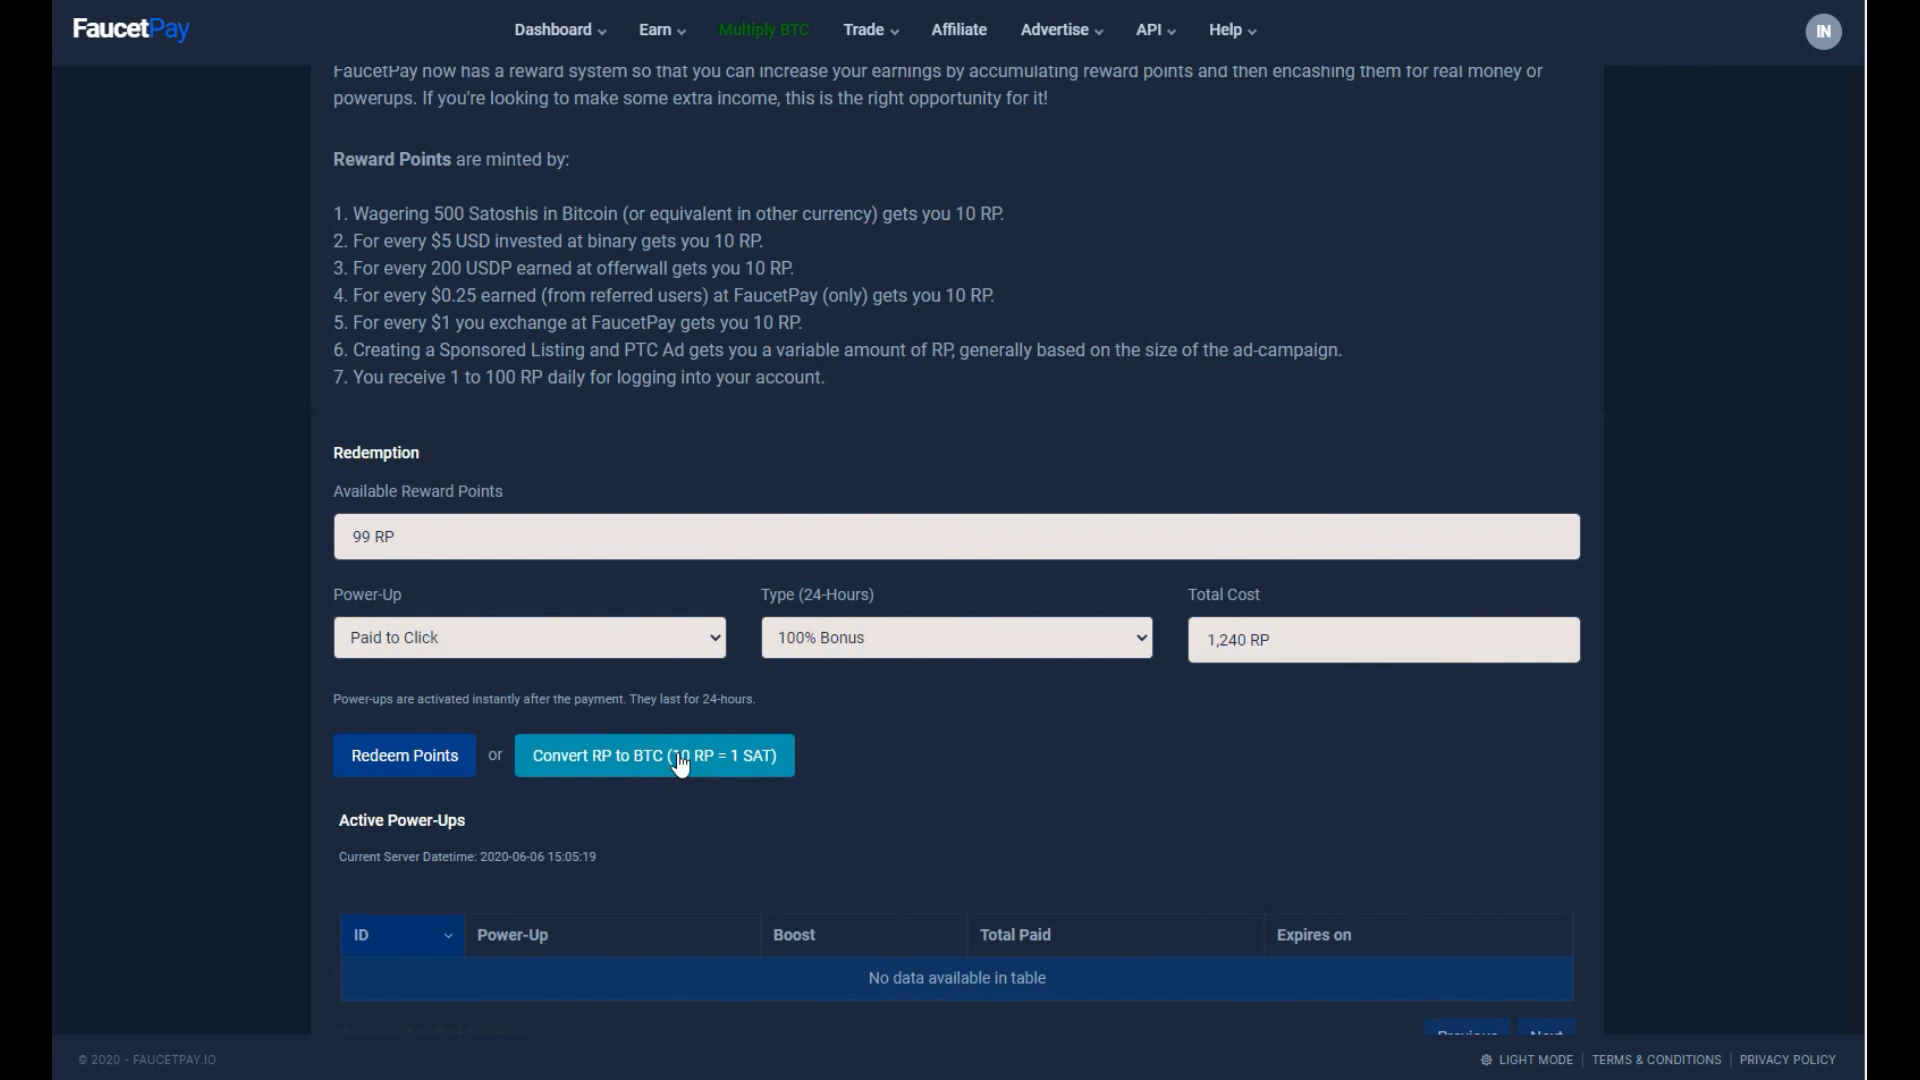 FaucetPay
Dashboard Earn Multiply BTC Trade Affiliate Advertise API Help IN
FaucetPay now has a reward system so that you can increase your earnings by accumulating reward points and then encashing them for real money or
powerups. If you're looking to make some extra income, this is the right opportunity for it!
Reward Points are minted by:
1. Wagering 500 Satoshis in Bitcoin (or equivalent in other currency) gets you 10 RP.
2. For every $5 USD invested at binary gets you 10 RP.
3. For every 200 USDP earned at offerwall gets you 10 RP.
4. For every $0.25 earned (from referred users) at FaucetPay (only) gets you 10 RP.
5. For every $1 you exchange at FaucetPay gets you 10 RP.
6. Creating a Sponsored Listing and PTC Ad gets you a variable amount of RP, generally based on the size of the ad-campaign.
7. You receive 1 to 100 RP daily for logging into your account.
Redemption
Available Reward Points
99 RP
Power-Up Type (24-Hours) Total Cost
Paid to Click 100% Bonus 1,240 RP
Power-ups are activated instantly after the payment. They last for 24-hours.
Redeem Points or Convert RP to BTC (10 RP = 1 SAT)
Active Power-Ups
Current Server Datetime: 2020-06-06 15:05:19
ID Power-Up Boost Total Paid Expires on
No data available in table
Previous Next
© 2020 - FAUCETPAY.IO LIGHT MODE | TERMS & CONDITIONS | PRIVACY POLICY